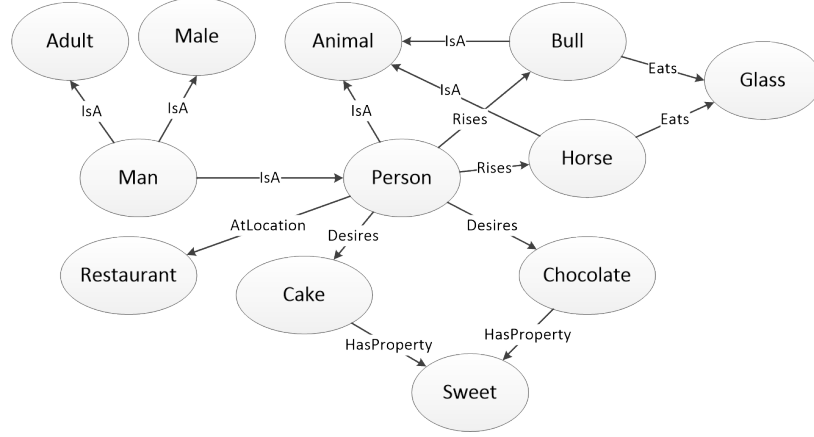 Adult
Male
Animal
Bull
Glass
IsA
Eats
IsA
IsA
IsA
IsA
Rises
Eats
Man
IsA
Person
Rises
Horse
AtLocation
Desires
Desires
Restaurant
Cake
Chocolate
HasProperty
HasProperty
Sweet